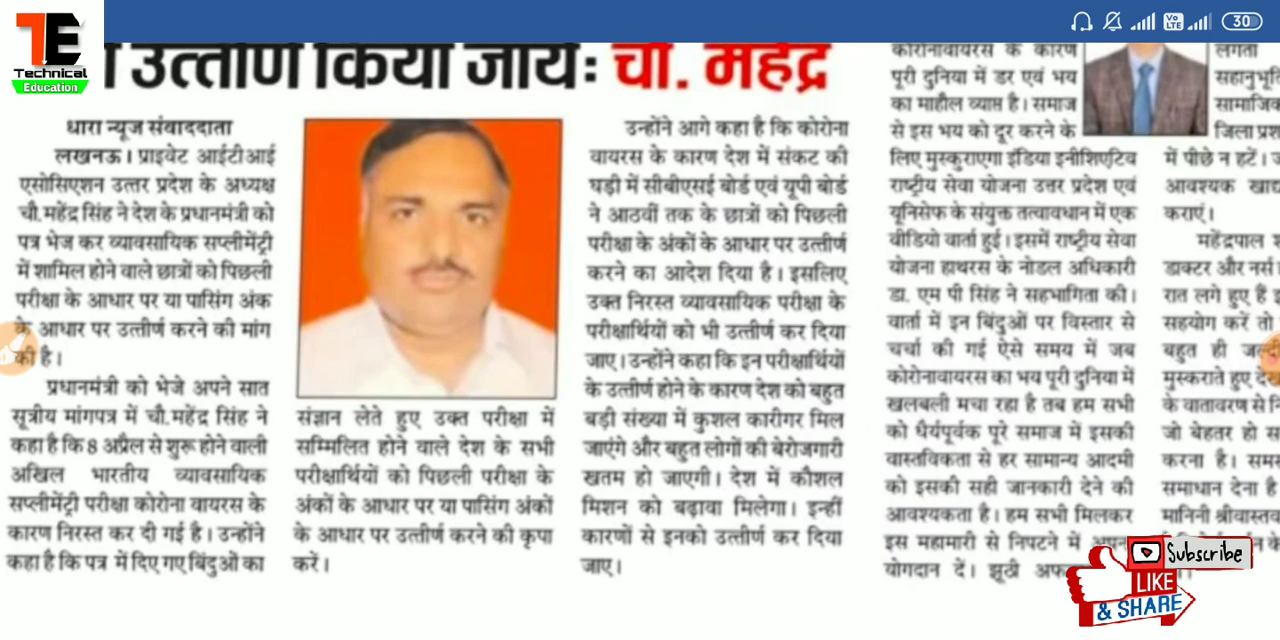 TE
Technical
Education
Vo
LTE
30
उत्तीर्ण किया जायः चौ. महेंद्र
धारा न्यूज संवाददाता
लखनऊ। प्राइवेट आईटीआई
एसोसिएशन उत्तर प्रदेश के अध्यक्ष
चौ.महेंद्र सिंह ने देश के प्रधानमंत्री को
पत्र भेज कर व्यावसायिक सप्लीमेंट्री
में शामिल होने वाले छात्रों को पिछली
परीक्षा के आधार पर या पासिंग अंक
के आधार पर उत्तीर्ण करने की मांग
की है।
प्रधानमंत्री को भेजे अपने सात
सूत्रीय मांगपत्र में चौ.महेंद्र सिंह ने
कहा है कि 8 अप्रैल से शुरू होने वाली
अखिल भारतीय व्यावसायिक
सप्लीमेंट्री परीक्षा कोरोना वायरस के
कारण निरस्त कर दी गई है। उन्होंने
कहा है कि पत्र में दिए गए बिंदुओं का
संज्ञान लेते हुए उक्त परीक्षा में
सम्मिलित होने वाले देश के सभी
परीक्षार्थियों को पिछली परीक्षा के
अंकों के आधार पर या पासिंग अंकों
के आधार पर उत्तीर्ण करने की कृपा
करें।
उन्होंने आगे कहा है कि कोरोना
वायरस के कारण देश में संकट की
घड़ी में सीबीएसई बोर्ड एवं यूपी बोर्ड
ने आठवीं तक के छात्रों को पिछली
परीक्षा के अंकों के आधार पर उत्तीर्ण
करने का आदेश दिया है। इसलिए
उक्त निरस्त व्यावसायिक परीक्षा के
परीक्षार्थियों को भी उत्तीर्ण कर दिया
जाए। उन्होंने कहा कि इन परीक्षार्थियों
के उत्तीर्ण होने के कारण देश को बहुत
बड़ी संख्या में कुशल कारीगर मिल
जाएंगे और बहुत लोगों की बेरोजगारी
खतम हो जाएगी। देश में कौशल
मिशन को बढ़ावा मिलेगा। इन्हीं
कारणों से इनको उत्तीर्ण कर दिया
जाए।
कोरोनावायरस के कारण
पूरी दुनिया में डर एवं भय
का माहौल व्याप्त है। समाज
से इस भय को दूर करने के
लिए मुस्कुराएगा इंडिया इनीशिएटिव
राष्ट्रीय सेवा योजना उत्तर प्रदेश एवं
यूनिसेफ के संयुक्त तत्वावधान में एक
वीडियो वार्ता हुई। इसमें राष्ट्रीय सेवा
योजना हाथरस के नोडल अधिकारी
डा. एम पी सिंह ने सहभागिता की।
वार्ता में इन बिंदुओं पर विस्तार से
चर्चा की गई ऐसे समय में जब
कोरोनावायरस का भय पूरी दुनिया में
खलबली मचा रहा है तब हम सभी
को धैर्यपूर्वक पूरे समाज में इसकी
वास्तविकता से हर सामान्य आदमी
को इसकी सही जानकारी देने की
आवश्यकता है। हम सभी मिलकर
इस महामारी से निपटने में अपना
योगदान दें। झूठी
लगता
सहानुभूति
सामाजिक
जिला प्रश
में पीछे न हटें।
आवश्यक खाद्य
कराएं।
महेंद्रपाल
डाक्टर और नर्स
रात लगे हुए हैं
सहयोग करें तो
बहुत ही जल्दी
मुस्कराते हुए
के वातावरण से
जो बेहतर हो
करना है। समस
समाधान देना है
मानिनी श्रीवास्तव
Subscribe
LIKE
& SHARE